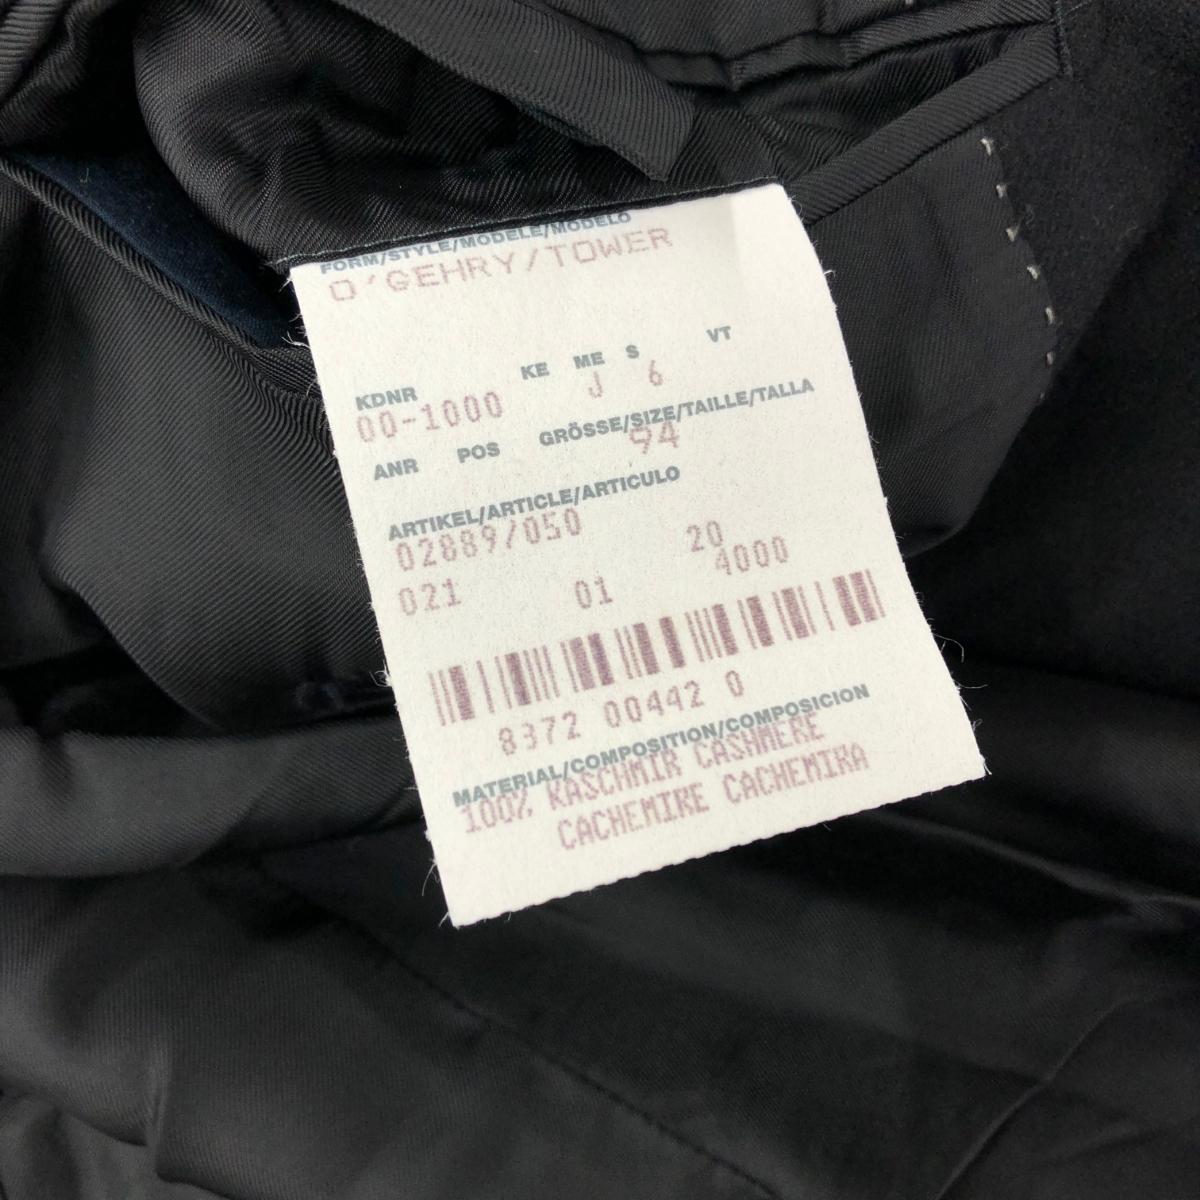 FORM/STYLE/MODELE/MODELO
O'GEHRY/TOWER
KDNR KE ME S VT
00-1000 J 6
ANR POS GRÖSSE/SIZE/TAILLE/TALLA
94
ARTIKEL/ARTICLE/ARTICULO
02889/050 20
021 01 4000
8372 00442 0
MATERIAL/COMPOSITION/COMPOSICION
100% KASCHMIR CASHMERE
CACHEMIRE CACHEMIRA